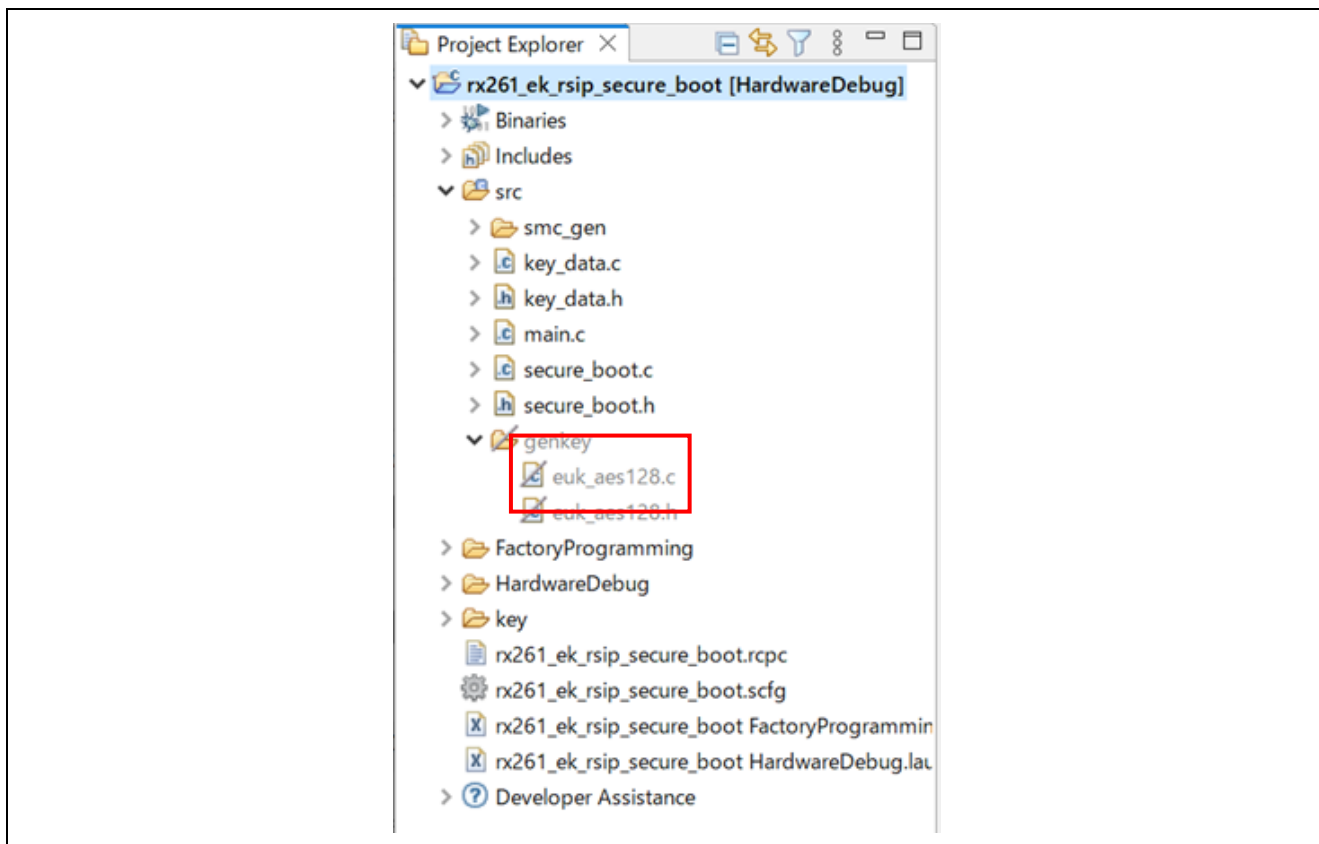 Project Explorer
rx261_ek_rsip_secure_boot [HardwareDebug]
Binaries
Includes
src
smc_gen
key_data.c
key_data.h
main.c
secure_boot.c
secure_boot.h
genkey
euk_aes128.c
euk_aes128.h
FactoryProgramming
HardwareDebug
key
rx261_ek_rsip_secure_boot.rcpc
rx261_ek_rsip_secure_boot.scfg
rx261_ek_rsip_secure_boot FactoryProgrammin
rx261_ek_rsip_secure_boot HardwareDebug.lau
Developer Assistance